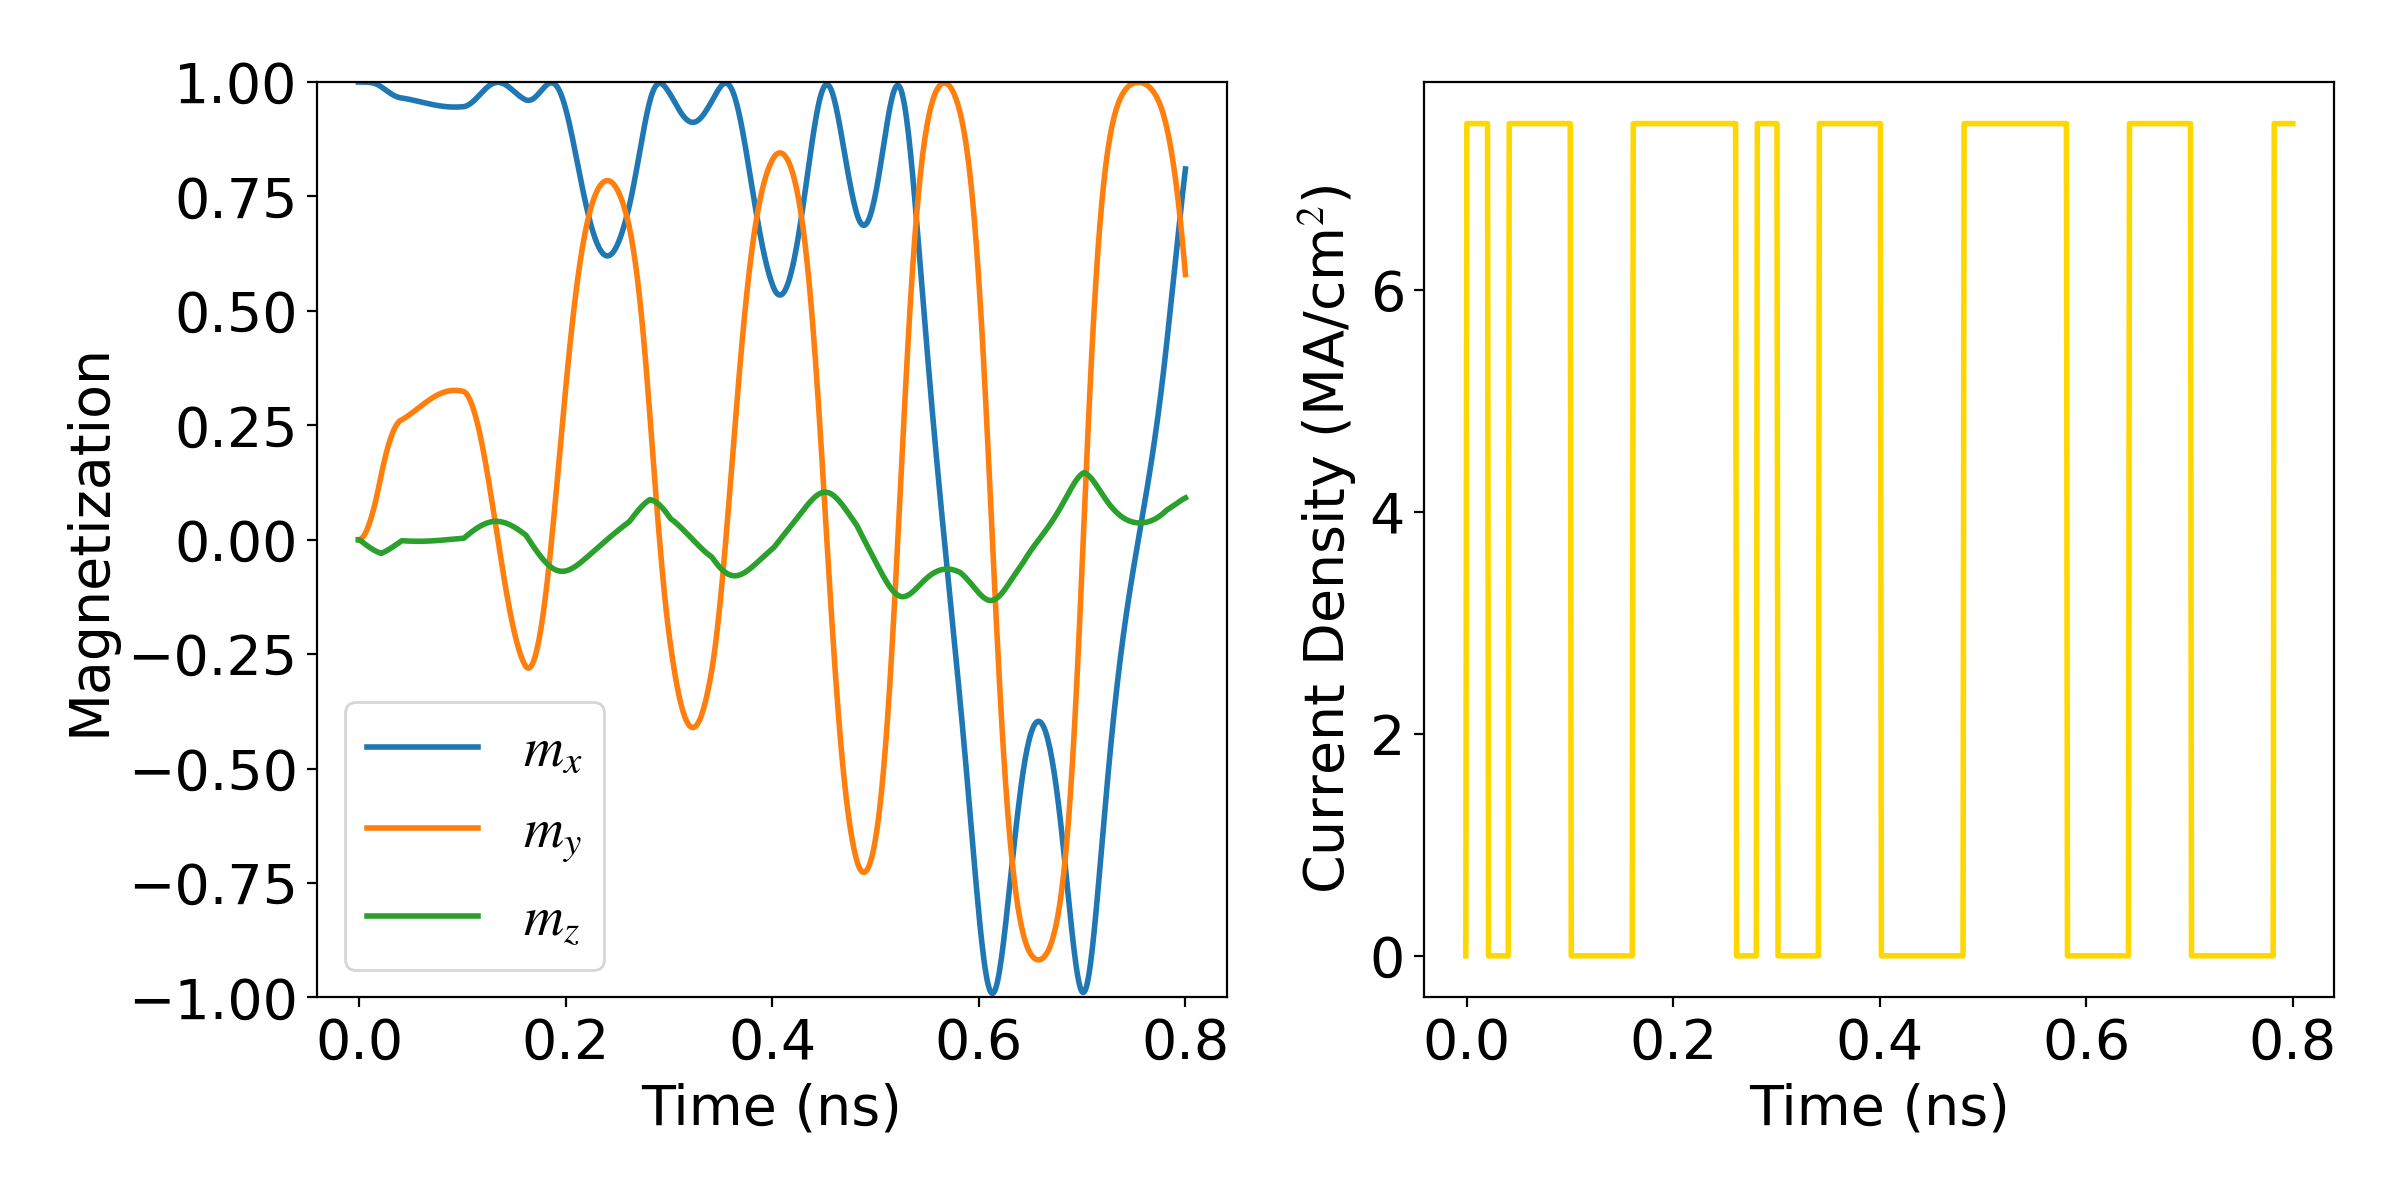 1.00
0.75
0.50
0.25
0.00
−0.25
−0.50
−0.75
−1.00
Magnetization
m_x
m_y
m_z
0.0 0.2 0.4 0.6 0.8
Time (ns)
6
4
2
0
Current Density (MA/cm²)
0.0 0.2 0.4 0.6 0.8
Time (ns)